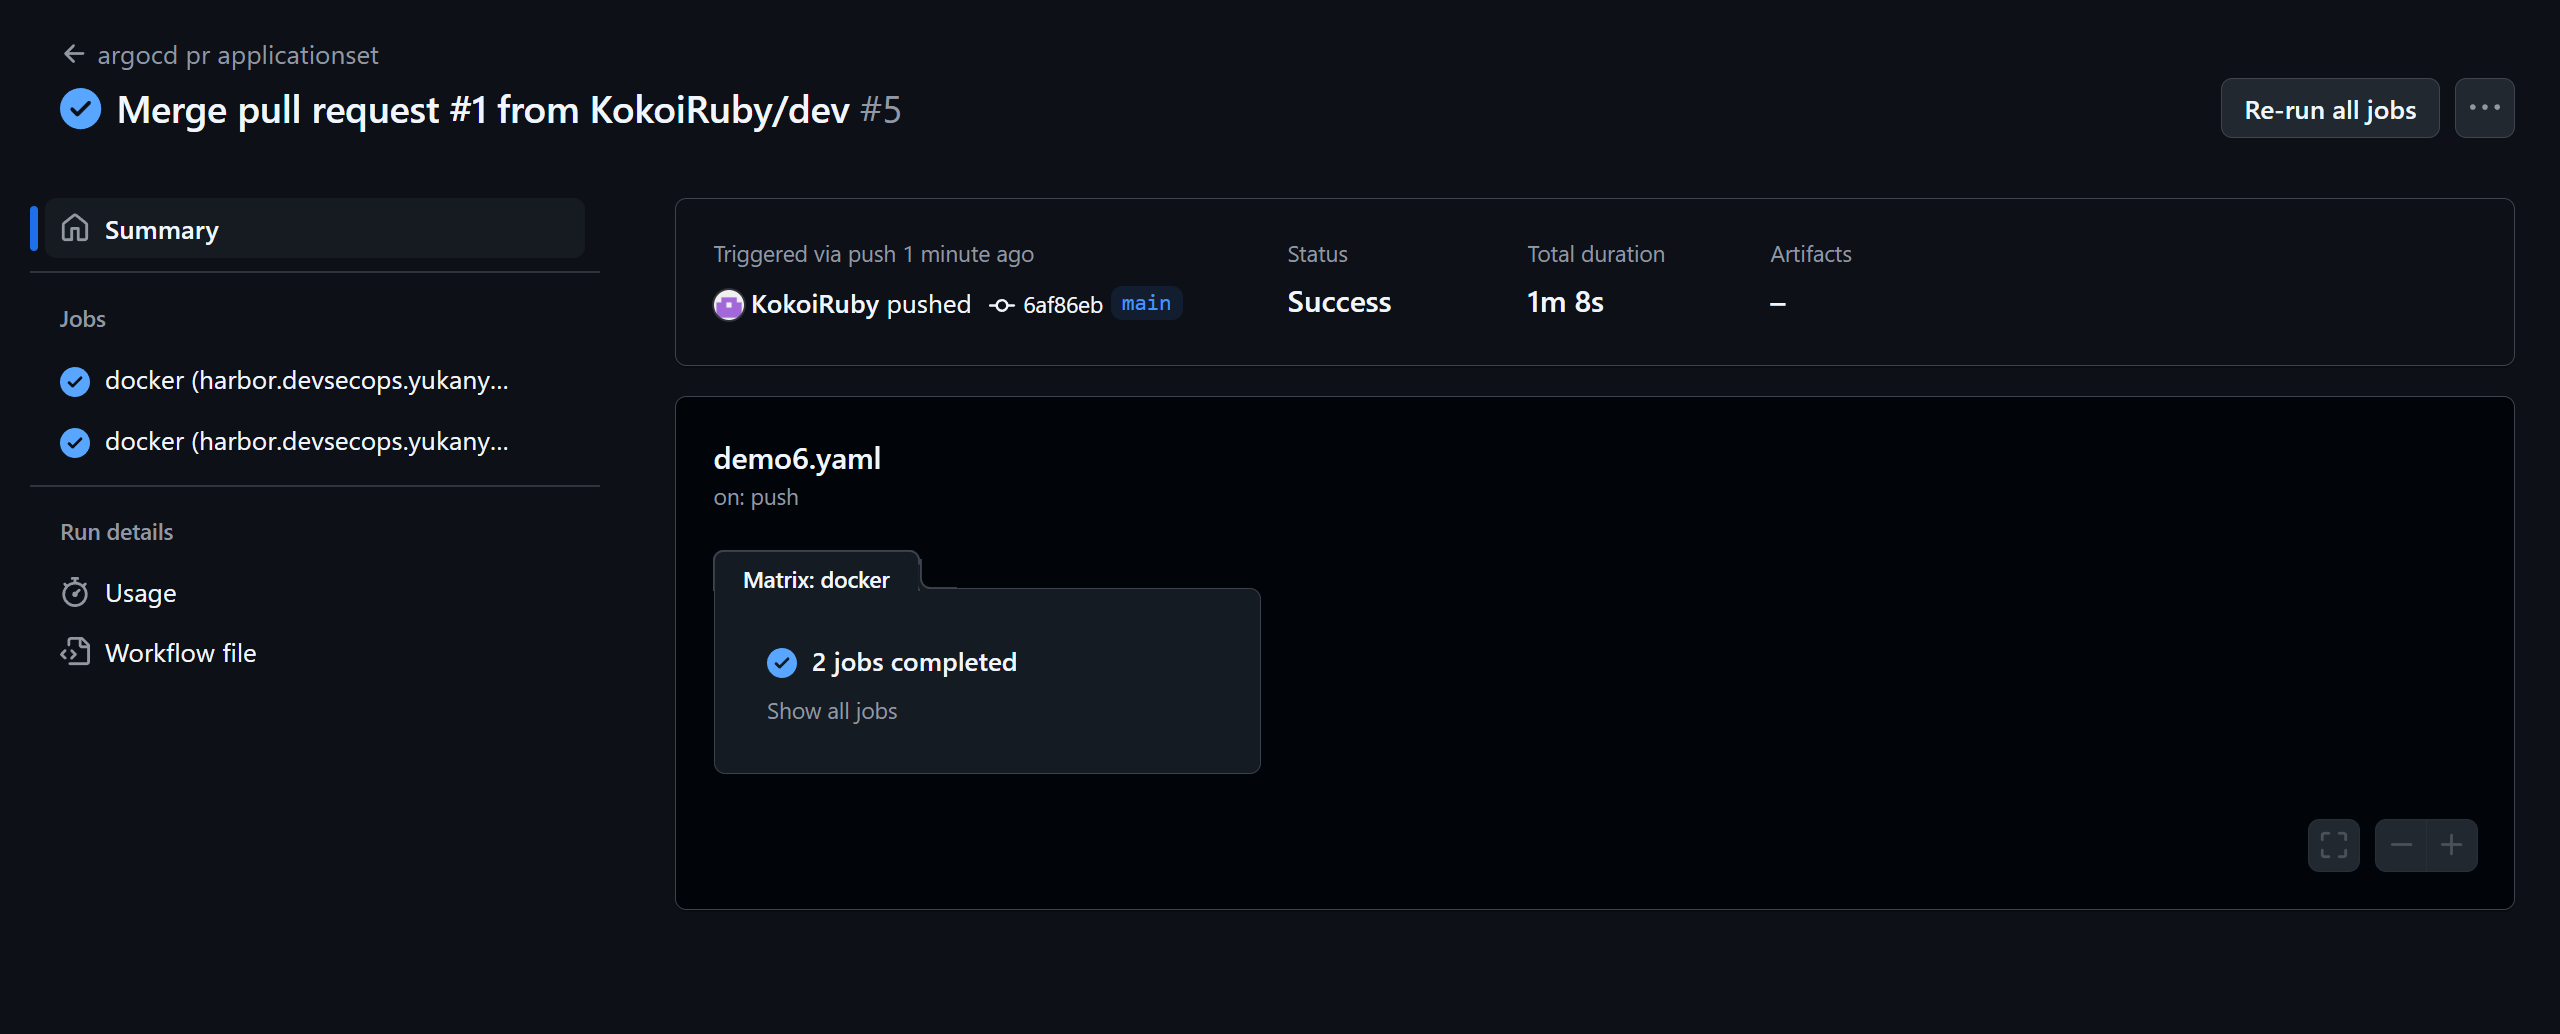 argocd pr applicationset
Merge pull request #1 from KokoiRuby/dev #5
Re-run all jobs
Summary
Jobs
docker (harbor.devsecops.yukany...
docker (harbor.devsecops.yukany...
Run details
Usage
Workflow file
Triggered via push 1 minute ago
KokoiRuby pushed 6af86eb main
Status
Success
Total duration
1m 8s
Artifacts
–
demo6.yaml
on: push
Matrix: docker
2 jobs completed
Show all jobs